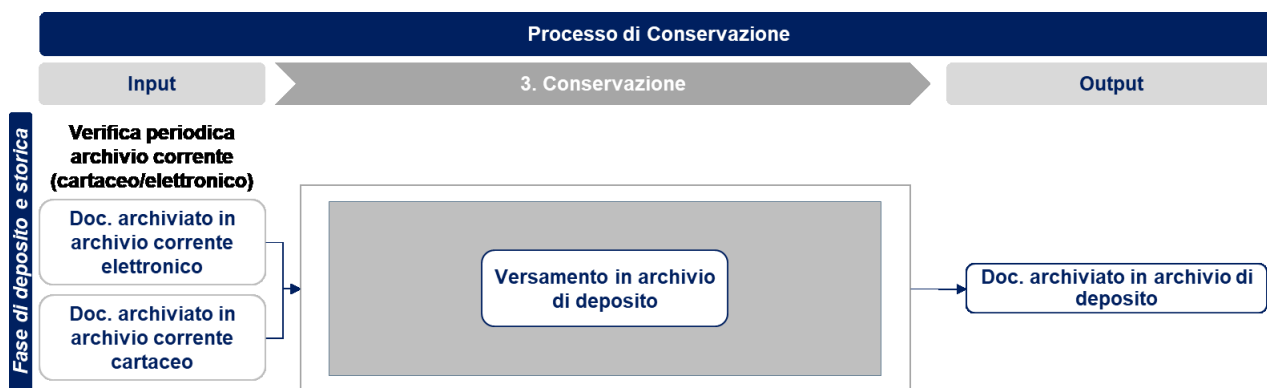 Processo di Conservazione
Input
3. Conservazione
Output
Fase di deposito e storica
Verifica periodica
archivio corrente
(cartaceo/elettronico)
Doc. archiviato in
archivio corrente
elettronico
Doc. archiviato in
archivio corrente
cartaceo
Versamento in archivio
di deposito
Doc. archiviato in archivio di
deposito